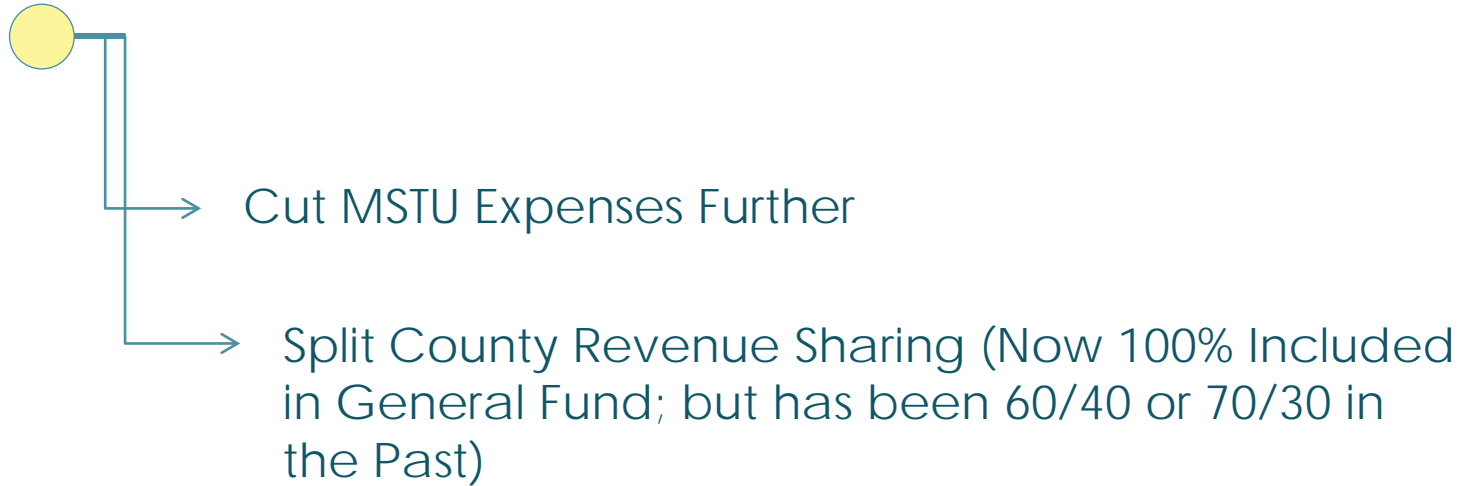 Cut MSTU Expenses Further
Split County Revenue Sharing (Now 100% Included
in General Fund; but has been 60/40 or 70/30 in
the Past)